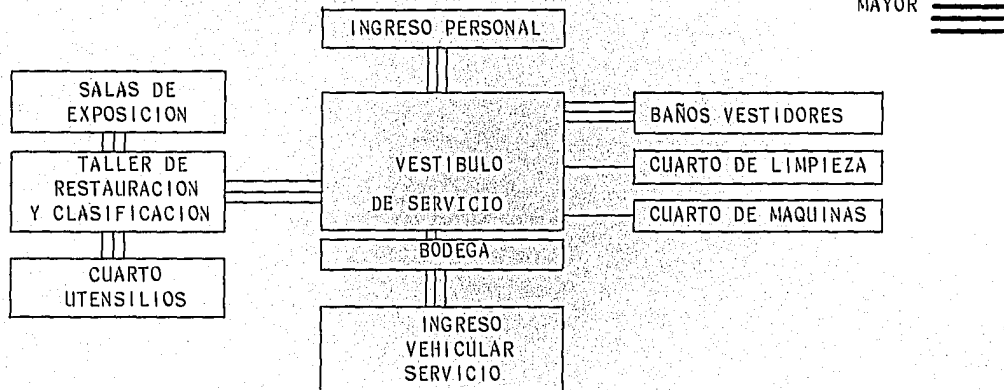 MAYOR
INGRESO PERSONAL
SALAS DE
EXPOSICION
BAÑOS VESTIDORES
TALLER DE
RESTAURACION
Y CLASIFICACION
VESTIBULO
DE SERVICIO
CUARTO DE LIMPIEZA
CUARTO DE MAQUINAS
BODEGA
CUARTO
UTENSILIOS
INGRESO
VEHICULAR
SERVICIO